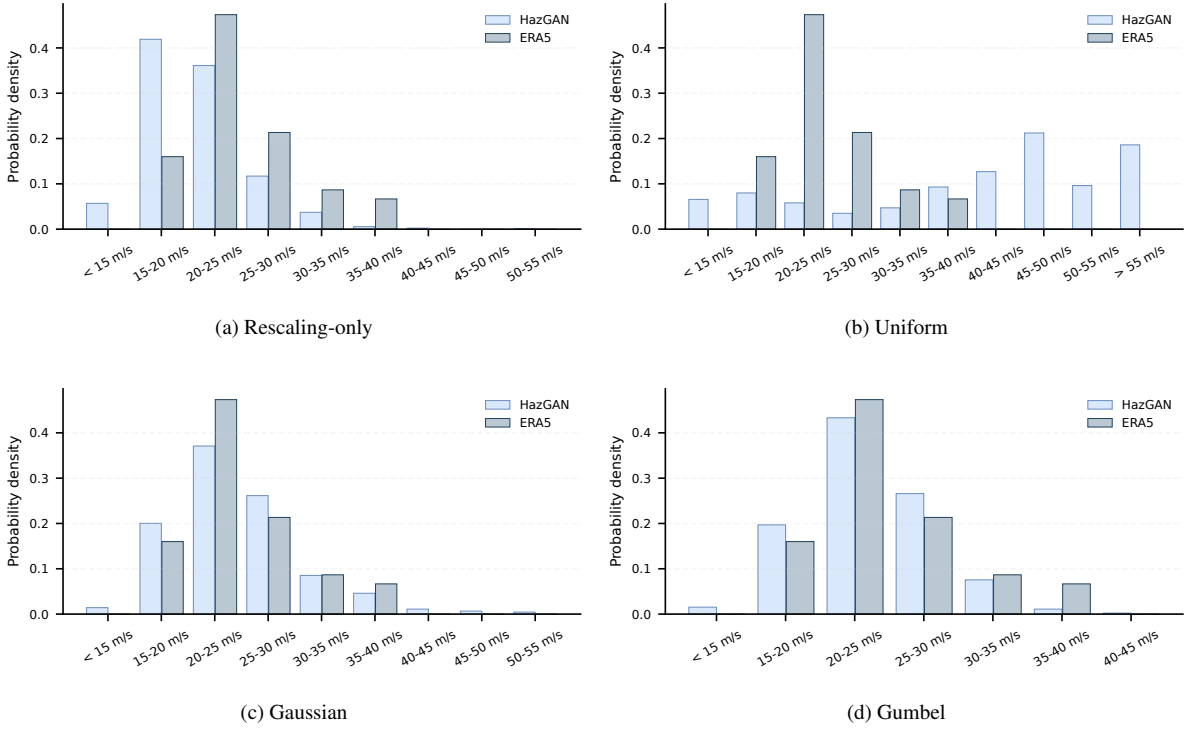 HazGAN
ERA5
Probability density
0.4
0.3
0.2
0.1
0.0
< 15 m/s
15-20 m/s
20-25 m/s
25-30 m/s
30-35 m/s
35-40 m/s
40-45 m/s
45-50 m/s
50-55 m/s
(a) Rescaling-only
HazGAN
ERA5
Probability density
0.4
0.3
0.2
0.1
0.0
< 15 m/s
15-20 m/s
20-25 m/s
25-30 m/s
30-35 m/s
35-40 m/s
40-45 m/s
45-50 m/s
50-55 m/s
> 55 m/s
(b) Uniform
HazGAN
ERA5
Probability density
0.4
0.3
0.2
0.1
0.0
< 15 m/s
15-20 m/s
20-25 m/s
25-30 m/s
30-35 m/s
35-40 m/s
40-45 m/s
45-50 m/s
50-55 m/s
(c) Gaussian
HazGAN
ERA5
Probability density
0.4
0.3
0.2
0.1
0.0
< 15 m/s
15-20 m/s
20-25 m/s
25-30 m/s
30-35 m/s
35-40 m/s
40-45 m/s
(d) Gumbel